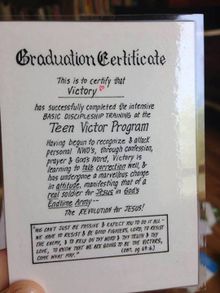 Graduation Certificate
This is to certify that
Victory
has successfully completed the intensive
BASIC DISCIPLESHIP TRAINING at the
Teen Victor Program
Having begun to recognize & attack
personal NWO's, through confession,
prayer & God's Word, Victory is
learning to take correction well, &
has undergone a marvellous change
in attitude, manifesting that of a
real soldier for Jesus in God's
Endtime Army--
The REVOLUTION for JESUS!
"WE CAN'T JUST BE PASSIVE & EXPECT YOU TO DO IT ALL--
WE HAVE TO RESIST & BE GOOD FIGHTERS, LORD, TO RESIST
THE ENEMY, & TO RELY ON THY WORD & THY TRUTH & THY
LOVE, TO KNOW THAT WE ARE GOING TO BE THE VICTORS,
COME WHAT MAY."